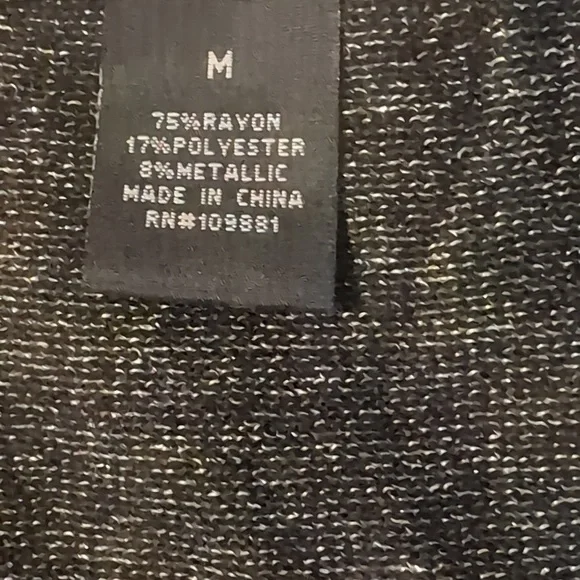 M
75%RAYON
17%POLYESTER
8%METALLIC
MADE IN CHINA
RN#109881